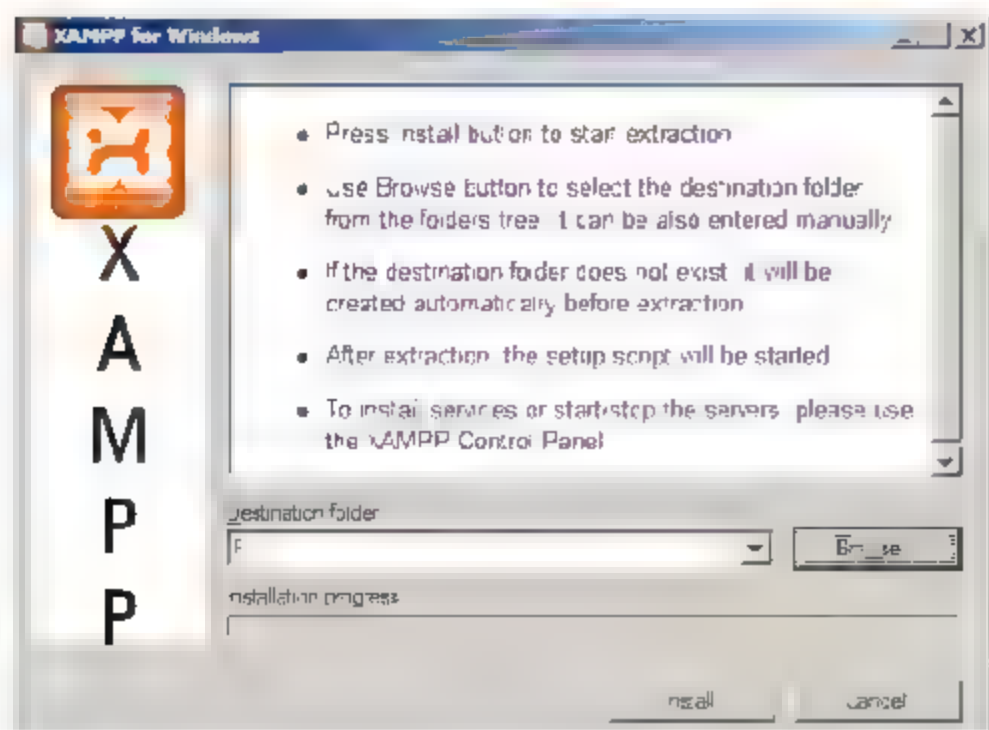 XAMPP for Windows
X
A
M
P
P
Press Install button to start extraction
Use Browse button to select the destination folder
from the folders tree. It can be also entered manually
If the destination folder does not exist, it will be
created automatically before extraction
After extraction, the setup script will be started
To install services or start/stop the servers, please use
the XAMPP Control Panel
Destination folder
Browse
Installation progress
Install
Cancel